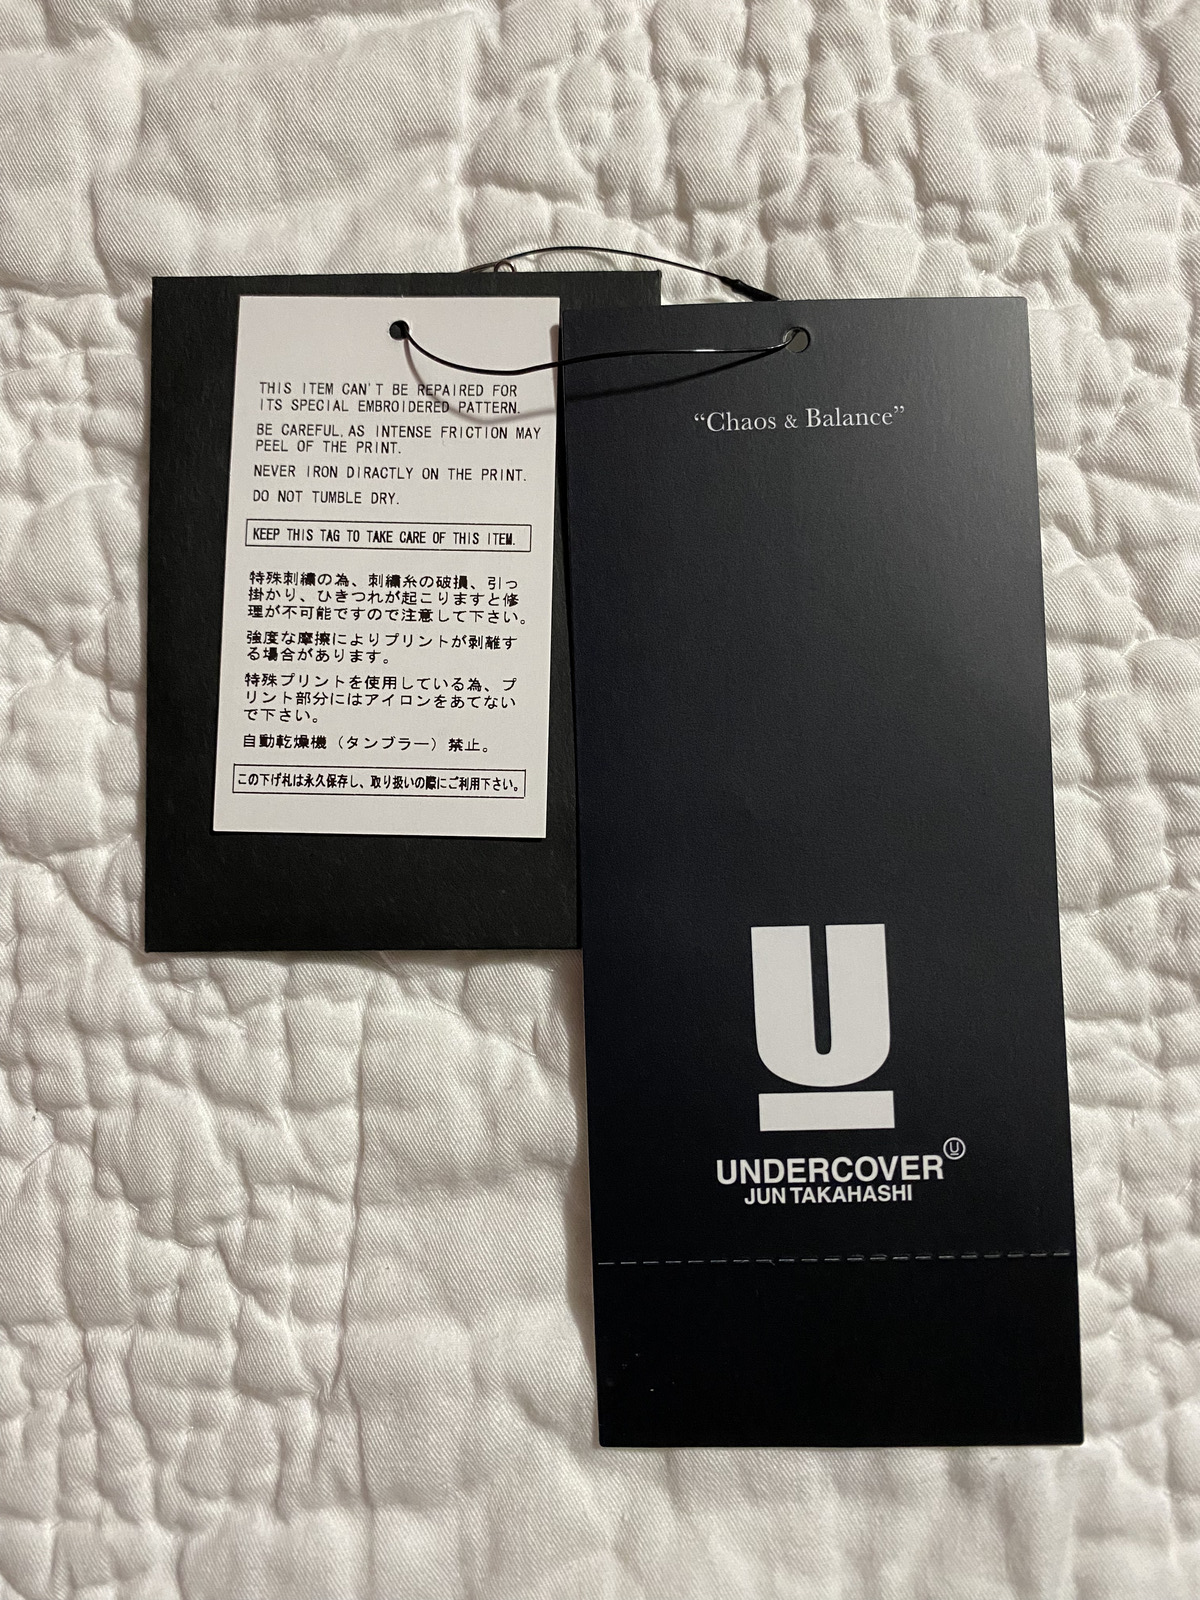 THIS ITEM CAN'T BE REPAIRED FOR
ITS SPECIAL EMBROIDERED PATTERN.
BE CAREFUL, AS INTENSE FRICTION MAY
PEEL OF THE PRINT.
NEVER IRON DIRACTLY ON THE PRINT.
DO NOT TUMBLE DRY.
KEEP THIS TAG TO TAKE CARE OF THIS ITEM.
特殊刺繍の為、刺繍糸の破損、引っ
掛かり、ひきつれが起こりますと修
理が不可能ですので注意して下さい。
強度な摩擦によりプリントが剥離す
る場合があります。
特殊プリントを使用している為、プ
リント部分にはアイロンをあてない
で下さい。
自動乾燥機（タンブラー）禁止。
この下げ札は永久保存し、取り扱いの際にご利用下さい。
“Chaos & Balance”
U
UNDERCOVER Ⓤ
JUN TAKAHASHI